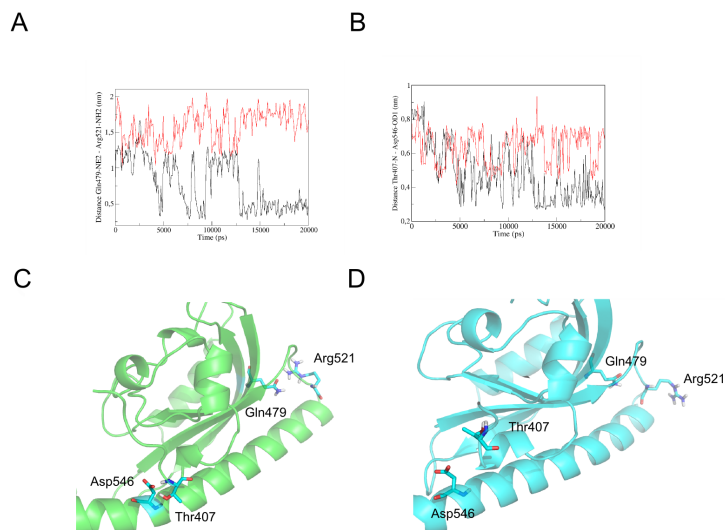 A
B
Distance Gln479-NE2 - Arg521-NH2 (nm)
2
1,5
1
0,5
0
5000
10000
15000
20000
Time (ps)
Distance Thr407-N - Asp546-OD1 (nm)
1
0,8
0,6
0,4
0,2
0
5000
10000
15000
20000
Time (ps)
C
D
Arg521
Gln479
Asp546
Thr407
Gln479
Arg521
Thr407
Asp546